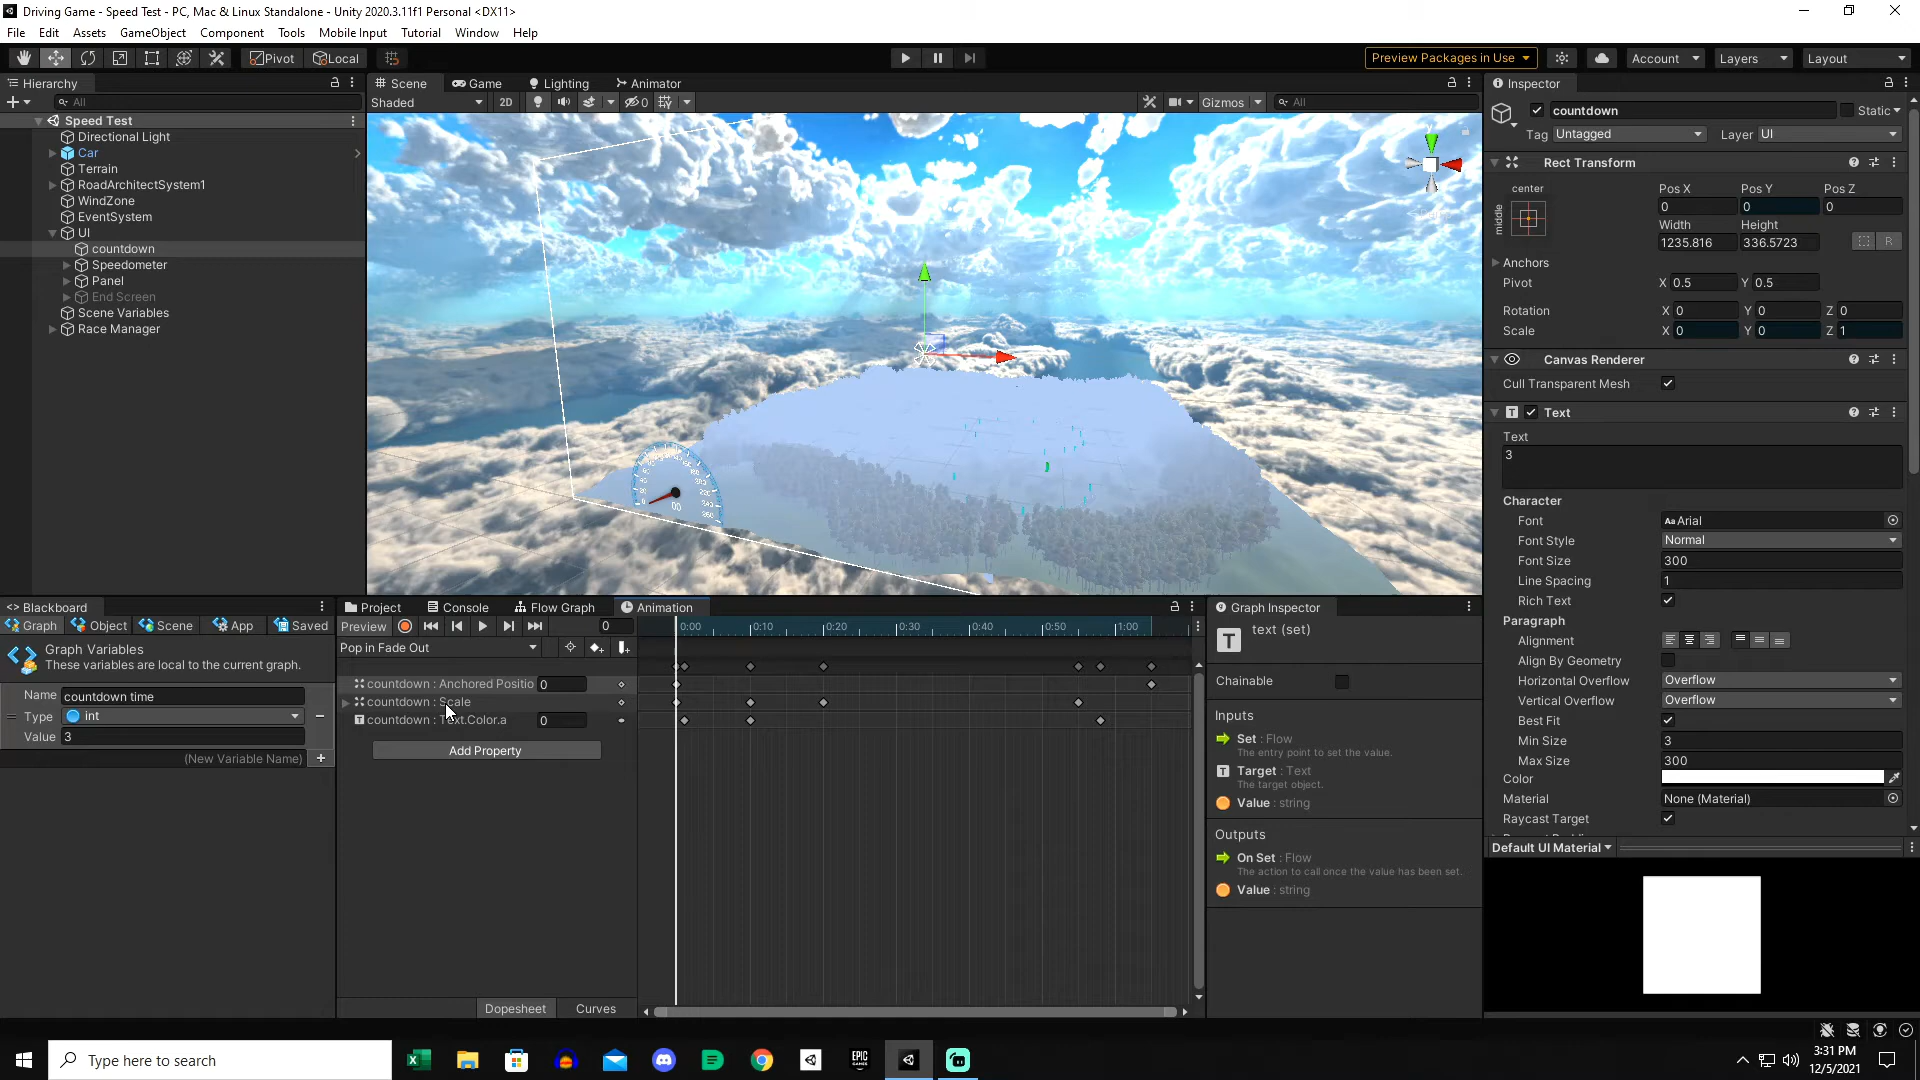 Driving Game - Speed Test - PC, Mac & Linux Standalone - Unity 2020.3.11f1 Personal <DX11>
File Edit Assets GameObject Component Tools Mobile Input Tutorial Window Help
Pivot Local Preview Packages in Use Account Layers Layout
Hierarchy
All
Speed Test
Directional Light
Car
Terrain
RoadArchitectSystem1
WindZone
EventSystem
UI
countdown
Speedometer
Panel
End Screen
Scene Variables
Race Manager
Scene Game Lighting Animator
Shaded 2D 0 Gizmos All
Inspector
countdown Static
Tag Untagged Layer UI
Rect Transform
center
middle
Pos X Pos Y Pos Z
0 0 0
Width Height
1235.816 336.5723 R
Anchors
Pivot X 0.5 Y 0.5
Rotation X 0 Y 0 Z 0
Scale X 0 Y 0 Z 1
Canvas Renderer
Cull Transparent Mesh
Text
Text
3
Character
Font Aa Arial
Font Style Normal
Font Size 300
Line Spacing 1
Rich Text
Paragraph
Alignment
Align By Geometry
Horizontal Overflow Overflow
Vertical Overflow Overflow
Best Fit
Min Size 3
Max Size 300
Color
Material None (Material)
Raycast Target
Default UI Material
<> Blackboard
Graph Object Scene App Saved
Graph Variables
These variables are local to the current graph.
Name countdown time
Type int
Value 3
(New Variable Name)
Project Console Flow Graph Animation
Preview 0
0:00 0:10 0:20 0:30 0:40 0:50 1:00
Pop in Fade Out
countdown : Anchored Positio 0
countdown : Scale
countdown : Text.Color.a 0
Add Property
Dopesheet Curves
Graph Inspector
text (set)
Chainable
Inputs
Set : Flow
The entry point to set the value.
Target : Text
The target object.
Value : string
Outputs
On Set : Flow
The action to call once the value has been set.
Value : string
Type here to search
EPIC GAMES
3:31 PM
12/5/2021